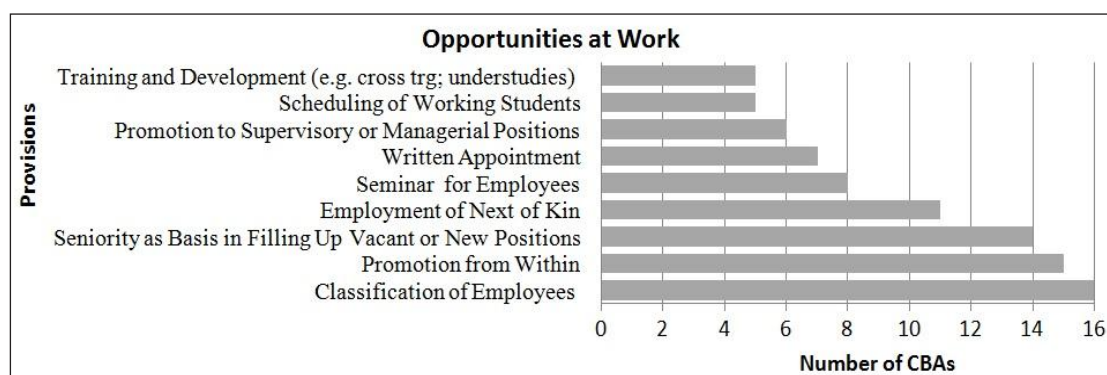 Opportunities at Work
Provisions
Training and Development (e.g. cross trg; understudies)
Scheduling of Working Students
Promotion to Supervisory or Managerial Positions
Written Appointment
Seminar for Employees
Employment of Next of Kin
Seniority as Basis in Filling Up Vacant or New Positions
Promotion from Within
Classification of Employees
0 2 4 6 8 10 12 14 16
Number of CBAs